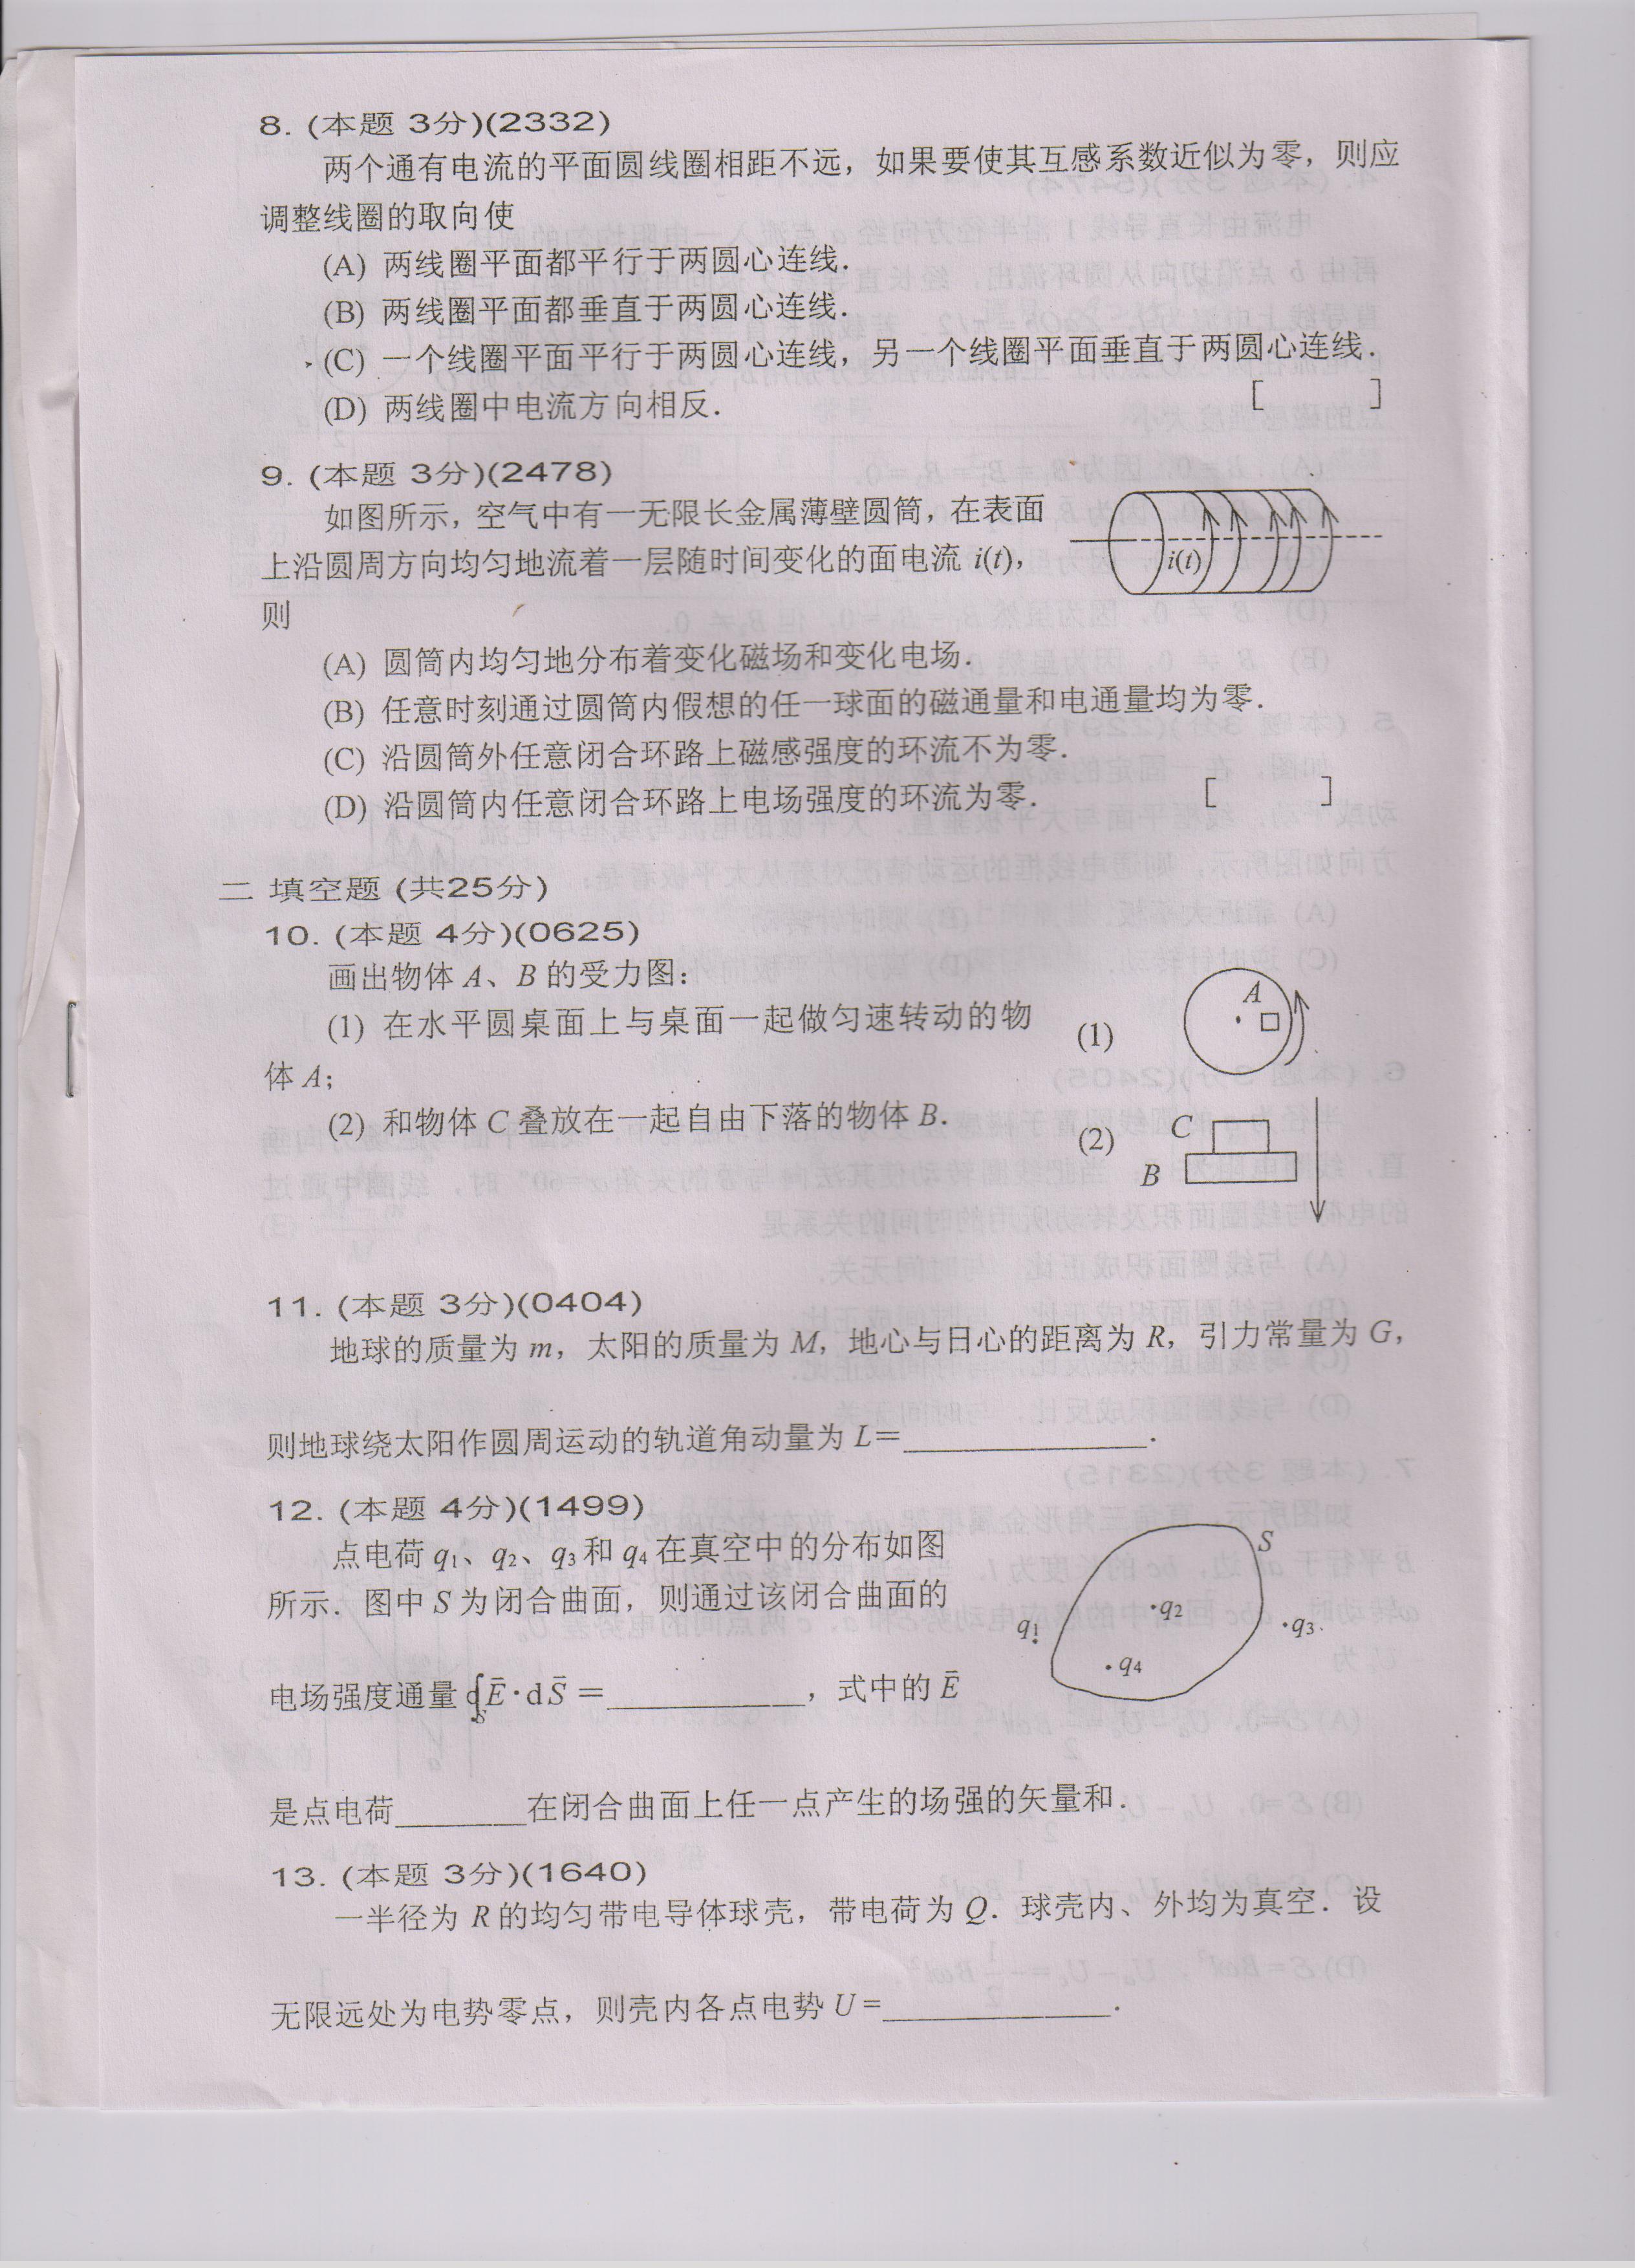 8. (本题 3分)(2332)
两个通有电流的平面圆线圈相距不远，如果要使其互感系数近似为零，则应
调整线圈的取向使
(A) 两线圈平面都平行于两圆心连线．
(B) 两线圈平面都垂直于两圆心连线．
(C) 一个线圈平面平行于两圆心连线，另一个线圈平面垂直于两圆心连线．
(D) 两线圈中电流方向相反． [ ]
9. (本题 3分)(2478)
如图所示，空气中有一无限长金属薄壁圆筒，在表面
上沿圆周方向均匀地流着一层随时间变化的面电流 i(t)，
则
i(t)
(A) 圆筒内均匀地分布着变化磁场和变化电场．
(B) 任意时刻通过圆筒内假想的任一球面的磁通量和电通量均为零．
(C) 沿圆筒外任意闭合环路上磁感强度的环流不为零．
(D) 沿圆筒内任意闭合环路上电场强度的环流为零． [ ]
二 填空题 (共25分)
10. (本题 4分)(0625)
画出物体 A、B 的受力图：
(1) 在水平圆桌面上与桌面一起做匀速转动的物
体 A；
(2) 和物体 C 叠放在一起自由下落的物体 B．
(1)
A
(2)
C
B
11. (本题 3分)(0404)
地球的质量为 m，太阳的质量为 M，地心与日心的距离为 R，引力常量为 G，
则地球绕太阳作圆周运动的轨道角动量为 L＝________________．
12. (本题 4分)(1499)
点电荷 q1、q2、q3 和 q4 在真空中的分布如图
所示．图中 S 为闭合曲面，则通过该闭合曲面的
电场强度通量 ∮S E̅·dS̅ ＝____________，式中的 E̅
是点电荷________在闭合曲面上任一点产生的场强的矢量和．
S
q1
·q2
·q3
·q4
13. (本题 3分)(1640)
一半径为 R 的均匀带电导体球壳，带电荷为 Q．球壳内、外均为真空．设
无限远处为电势零点，则壳内各点电势 U＝______________．